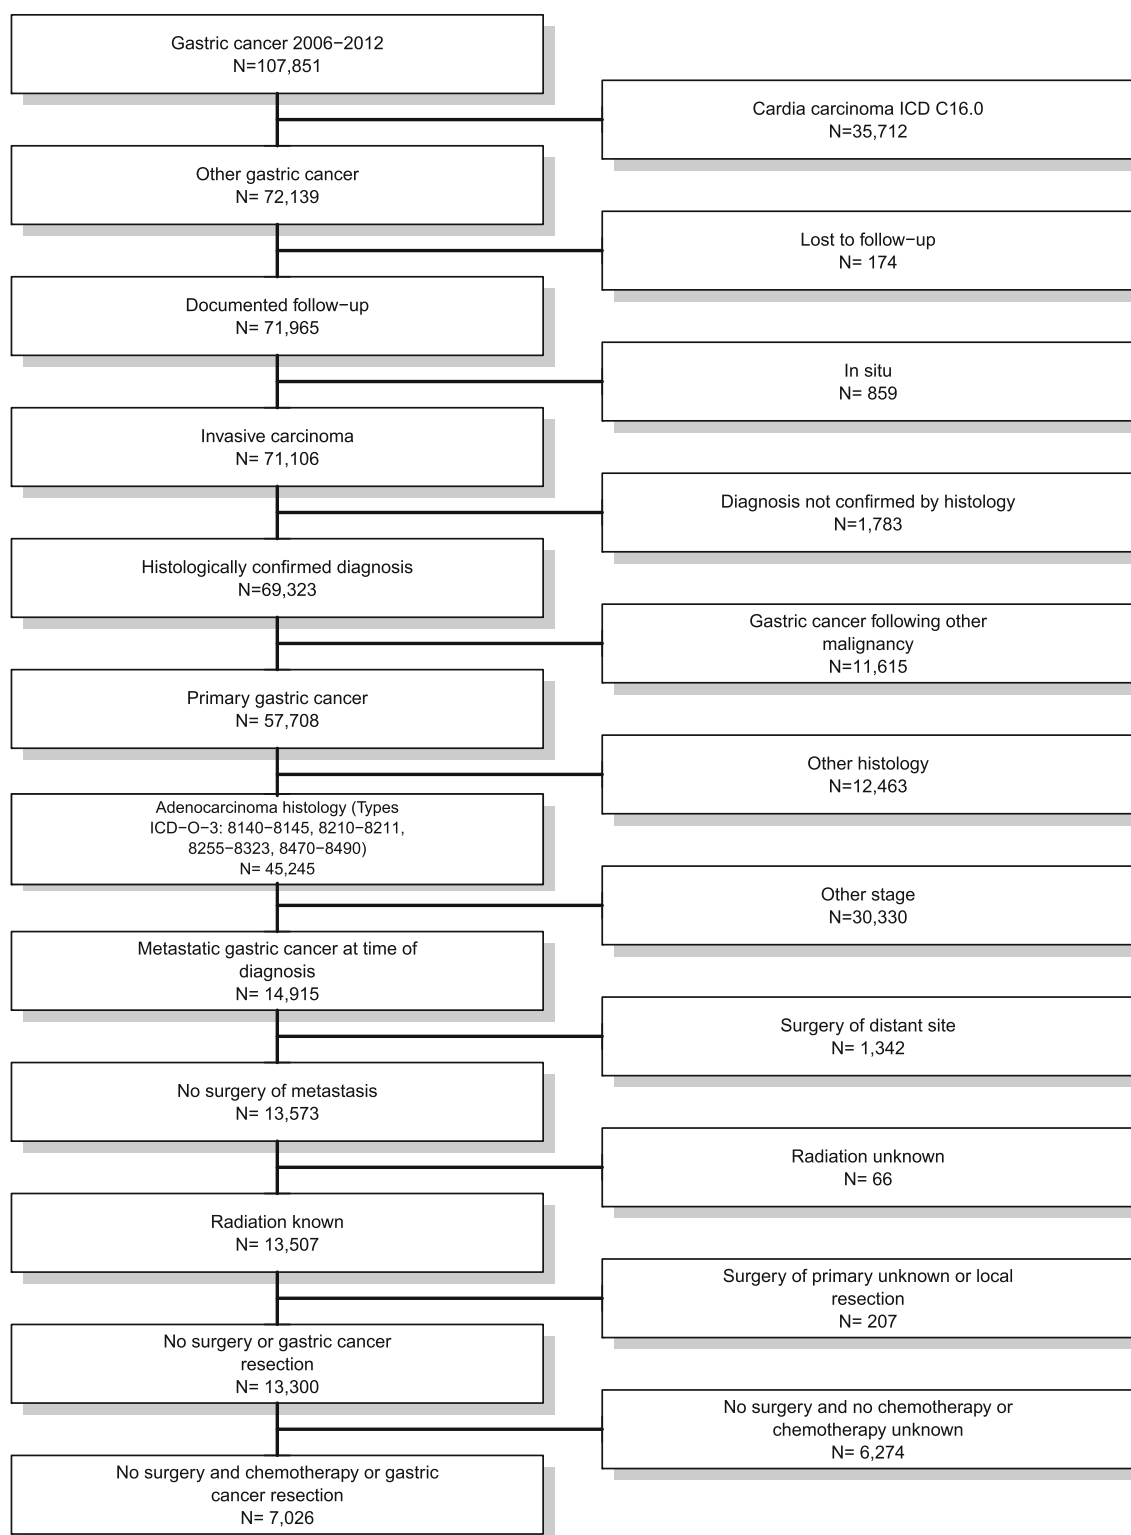 Gastric cancer 2006−2012
N=107,851
Cardia carcinoma ICD C16.0
N=35,712
Other gastric cancer
N= 72,139
Lost to follow−up
N= 174
Documented follow−up
N= 71,965
In situ
N= 859
Invasive carcinoma
N= 71,106
Diagnosis not confirmed by histology
N=1,783
Histologically confirmed diagnosis
N=69,323
Gastric cancer following other
malignancy
N=11,615
Primary gastric cancer
N= 57,708
Other histology
N=12,463
Adenocarcinoma histology (Types
ICD−O−3: 8140−8145, 8210−8211,
8255−8323, 8470−8490)
N= 45,245
Other stage
N=30,330
Metastatic gastric cancer at time of
diagnosis
N= 14,915
Surgery of distant site
N= 1,342
No surgery of metastasis
N= 13,573
Radiation unknown
N= 66
Radiation known
N= 13,507
Surgery of primary unknown or local
resection
N= 207
No surgery or gastric cancer
resection
N= 13,300
No surgery and no chemotherapy or
chemotherapy unknown
N= 6,274
No surgery and chemotherapy or gastric
cancer resection
N= 7,026